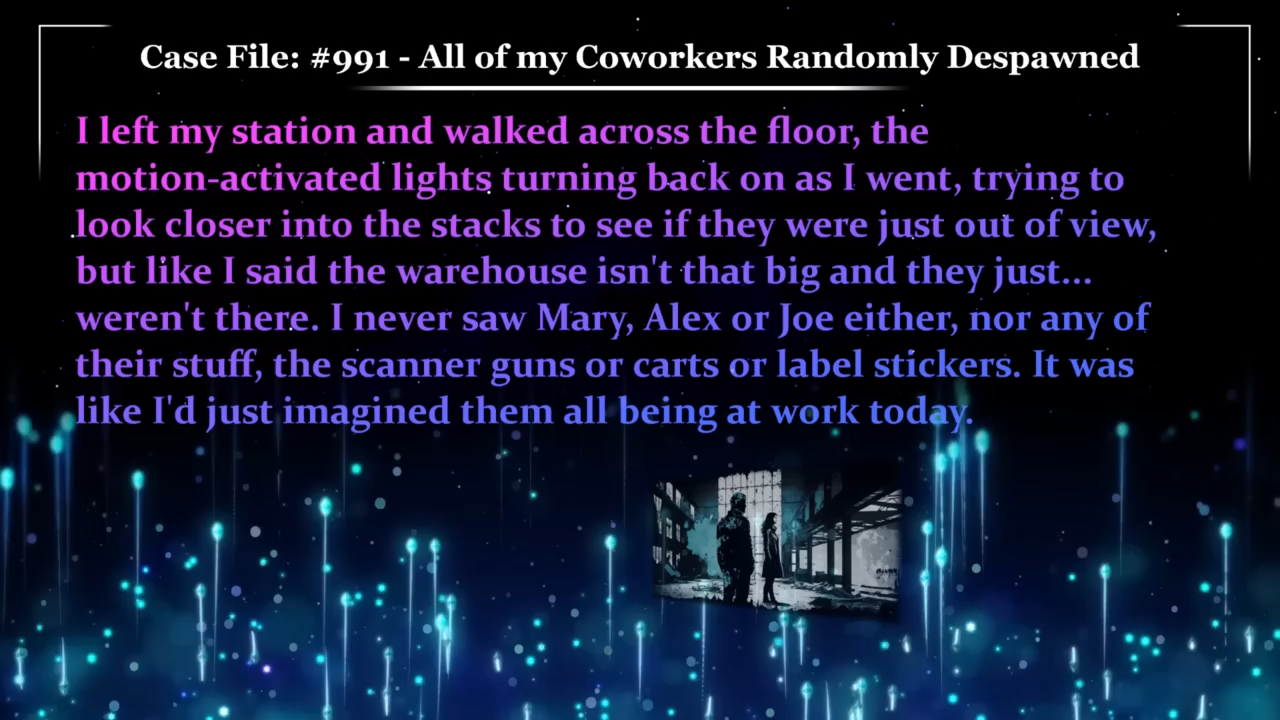 Case File: #991 - All of my Coworkers Randomly Despawned
I left my station and walked across the floor, the
motion-activated lights turning back on as I went, trying to
look closer into the stacks to see if they were just out of view,
but like I said the warehouse isn't that big and they just...
weren't there. I never saw Mary, Alex or Joe either, nor any of
their stuff, the scanner guns or carts or label stickers. It was
like I'd just imagined them all being at work today.